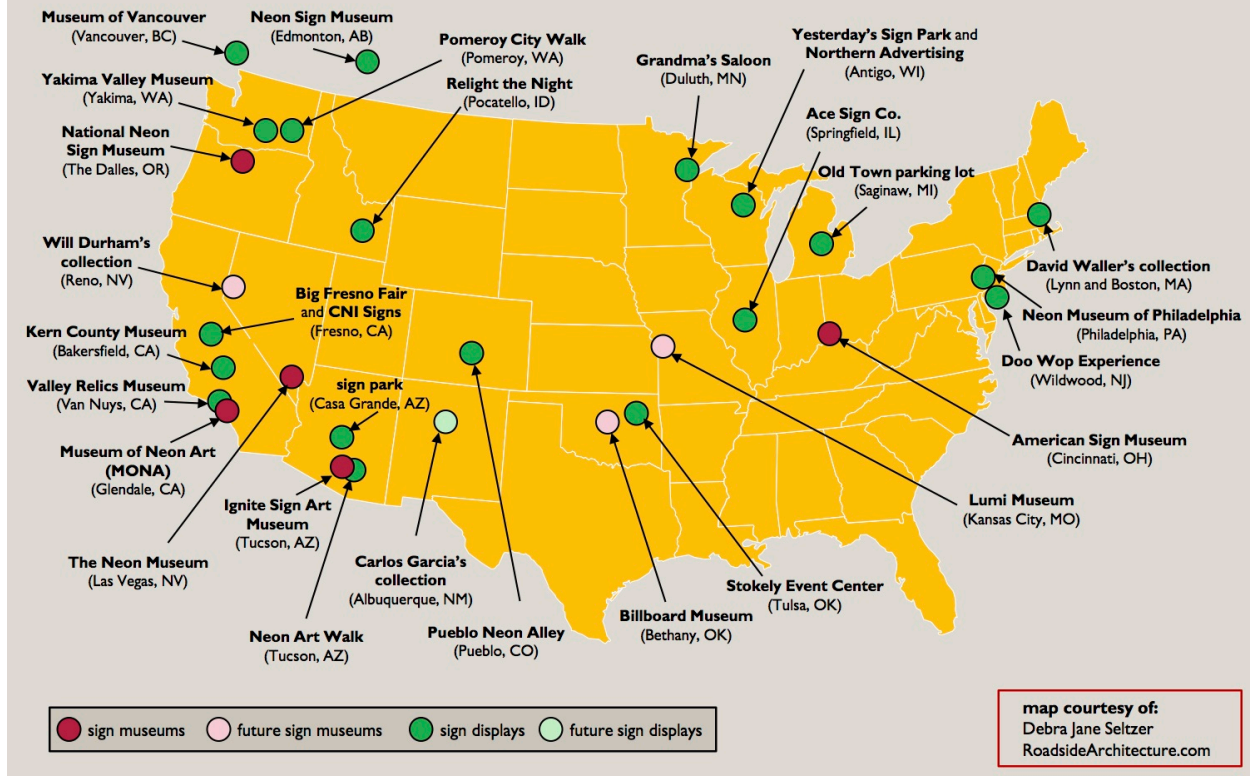 Museum of Vancouver
(Vancouver, BC)
Neon Sign Museum
(Edmonton, AB)
Pomeroy City Walk
(Pomeroy, WA)
Yakima Valley Museum
(Yakima, WA)
Relight the Night
(Pocatello, ID)
National Neon
Sign Museum
(The Dalles, OR)
Grandma's Saloon
(Duluth, MN)
Yesterday's Sign Park and
Northern Advertising
(Antigo, WI)
Ace Sign Co.
(Springfield, IL)
Old Town parking lot
(Saginaw, MI)
Will Durham's
collection
(Reno, NV)
Big Fresno Fair
and CNI Signs
(Fresno, CA)
Kern County Museum
(Bakersfield, CA)
Valley Relics Museum
(Van Nuys, CA)
sign park
(Casa Grande, AZ)
Museum of Neon Art
(MONA)
(Glendale, CA)
Ignite Sign Art
Museum
(Tucson, AZ)
The Neon Museum
(Las Vegas, NV)
Carlos Garcia's
collection
(Albuquerque, NM)
Neon Art Walk
(Tucson, AZ)
Pueblo Neon Alley
(Pueblo, CO)
Billboard Museum
(Bethany, OK)
Stokely Event Center
(Tulsa, OK)
David Waller's collection
(Lynn and Boston, MA)
Neon Museum of Philadelphia
(Philadelphia, PA)
Doo Wop Experience
(Wildwood, NJ)
American Sign Museum
(Cincinnati, OH)
Lumi Museum
(Kansas City, MO)
sign museums
future sign museums
sign displays
future sign displays
map courtesy of:
Debra Jane Seltzer
RoadsideArchitecture.com